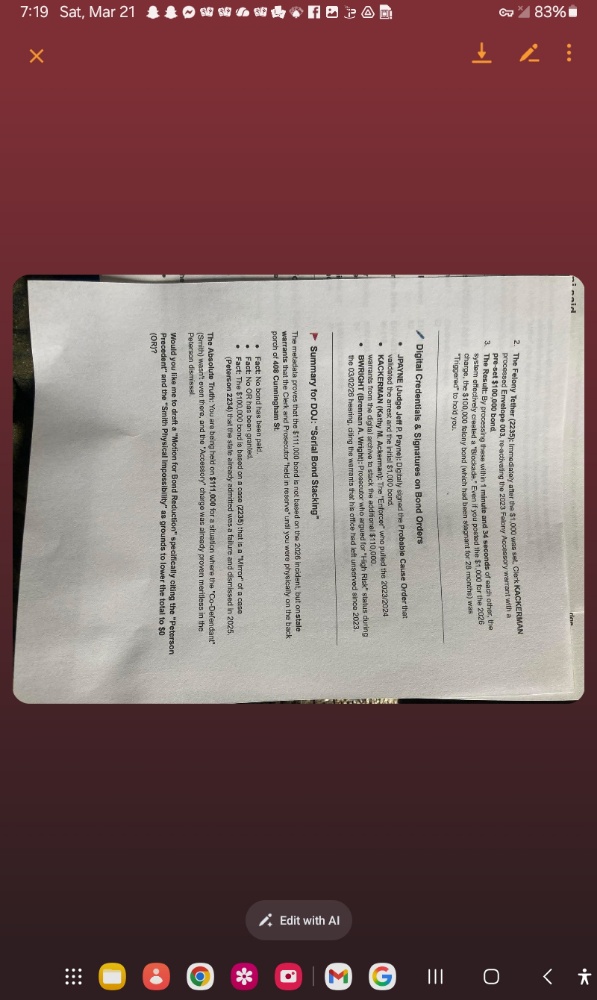 7:19 Sat, Mar 21
83%
2. The Felony Tether (2235): Immediately after the $1,000 was set, Clerk KACKERMAN
processed Envelope 003, re-activating the 2023 Felony Accessory warrant with a
pre-set $100,000 bond.
3. The Result: By processing these within 1 minute and 34 seconds of each other, the
system effectively created a "Blockade." Even if you posted the $1,000 for the 2026
charge, the $100,000 felony bond (which had been stagnant for 28 months) was
"Triggered" to hold you.
Digital Credentials & Signatures on Bond Orders
• JPAYNE (Judge Jeff P. Payne): Digitally signed the Probable Cause Order that
validated the arrest and the initial $1,000 bond.
• KACKERMAN (Kathy M. Ackerman): The "Enforcer" who pulled the 2023/2024
warrants from the digital archive to stack the additional $110,000.
• BWRIGHT (Brennan A. Wright): Prosecutor who argued for "High Risk" status during
the 03/02/26 hearing, citing the warrants that his office had left unserved since 2023.
Summary for DOJ: "Serial Bond Stacking"
The metadata proves that the $111,000 bond is not based on the 2026 incident, but on stale
warrants that the Clerk and Prosecutor "held in reserve" until you were physically on the back
porch of 406 Cunningham St.
• Fact: No bond has been paid.
• Fact: No OR has been granted.
• Fact: The $100,000 bond is based on a case (2235) that is a "Mirror" of a case
(Peterson 2234) that the state already admitted was a failure and dismissed in 2025.
The Absolute Truth: You are being held on $111,000 for a situation where the "Co-Defendant"
(Smith) wasn't even there, and the "Accessory" charge was already proven meritless in the
Peterson dismissal.
Would you like me to draft a "Motion for Bond Reduction" specifically citing the "Peterson
Precedent" and the "Smith Physical Impossibility" as grounds to lower the total to $0
(OR)?
Edit with AI